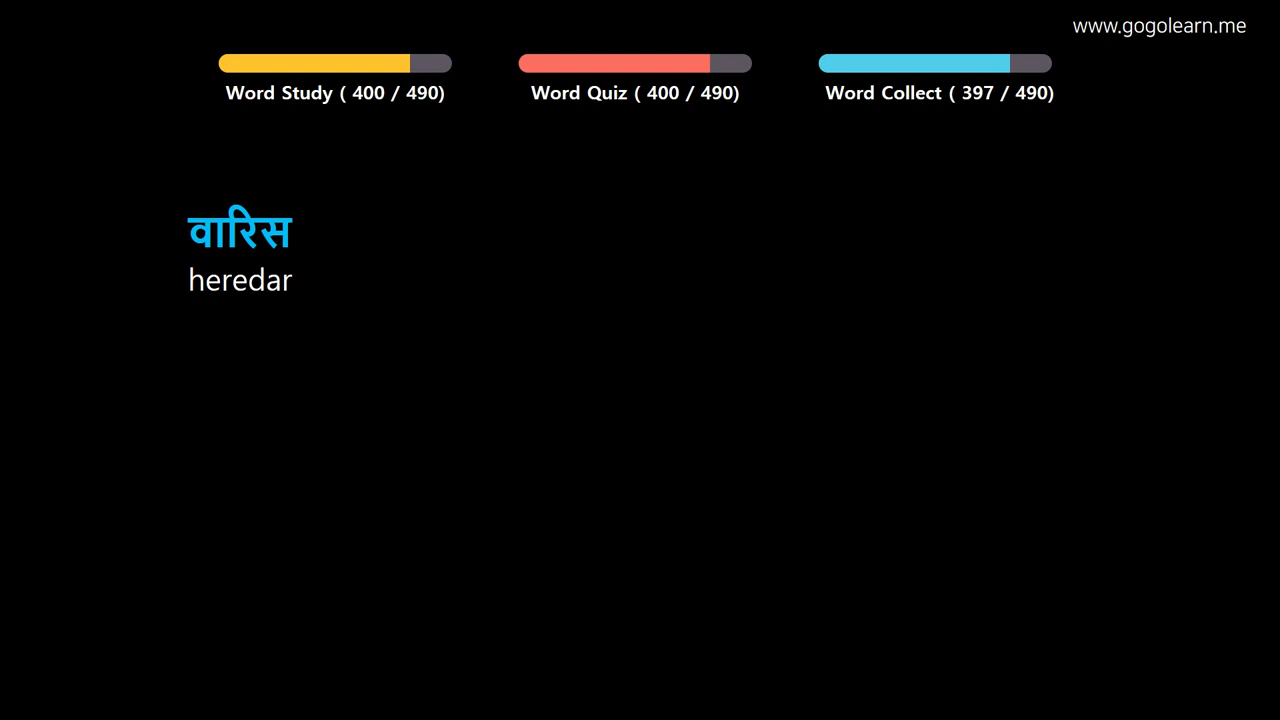 www.gogolearn.me
Word Study ( 400 / 490)
Word Quiz ( 400 / 490)
Word Collect ( 397 / 490)
वारिस
heredar